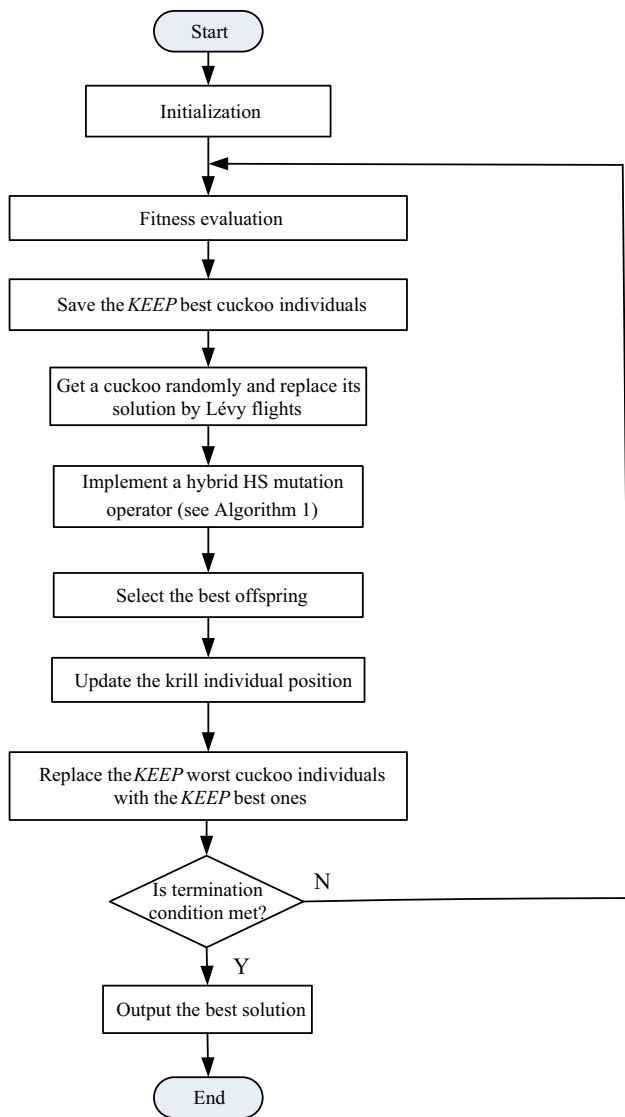 Start
Initialization
Fitness evaluation
Save the KEEP best cuckoo individuals
Get a cuckoo randomly and replace its
solution by Lévy flights
Implement a hybrid HS mutation
operator (see Algorithm 1)
Select the best offspring
Update the krill individual position
Replace the KEEP worst cuckoo individuals
with the KEEP best ones
Is termination
condition met?
N
Y
Output the best solution
End